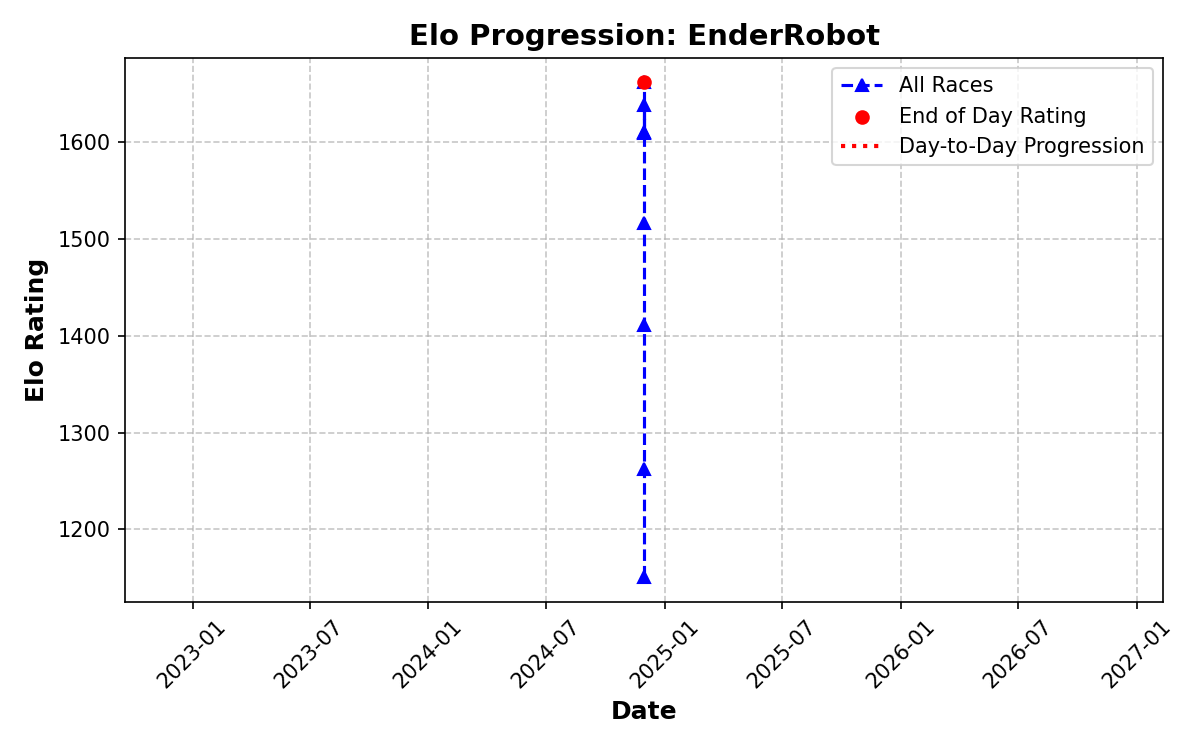 Elo Progression: EnderRobot
All Races
End of Day Rating
Day-to-Day Progression
Elo Rating
1600
1500
1400
1300
1200
2023-01
2023-07
2024-01
2024-07
2025-01
2025-07
2026-01
2026-07
2027-01
Date